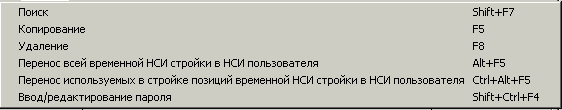 Поиск Shift+F7
Копирование F5
Удаление F8
Перенос всей временной НСИ стройки в НСИ пользователя Alt+F5
Перенос используемых в стройке позиций временной НСИ стройки в НСИ пользователя Ctrl+Alt+F5
Ввод/редактирование пароля Shift+Ctrl+F4